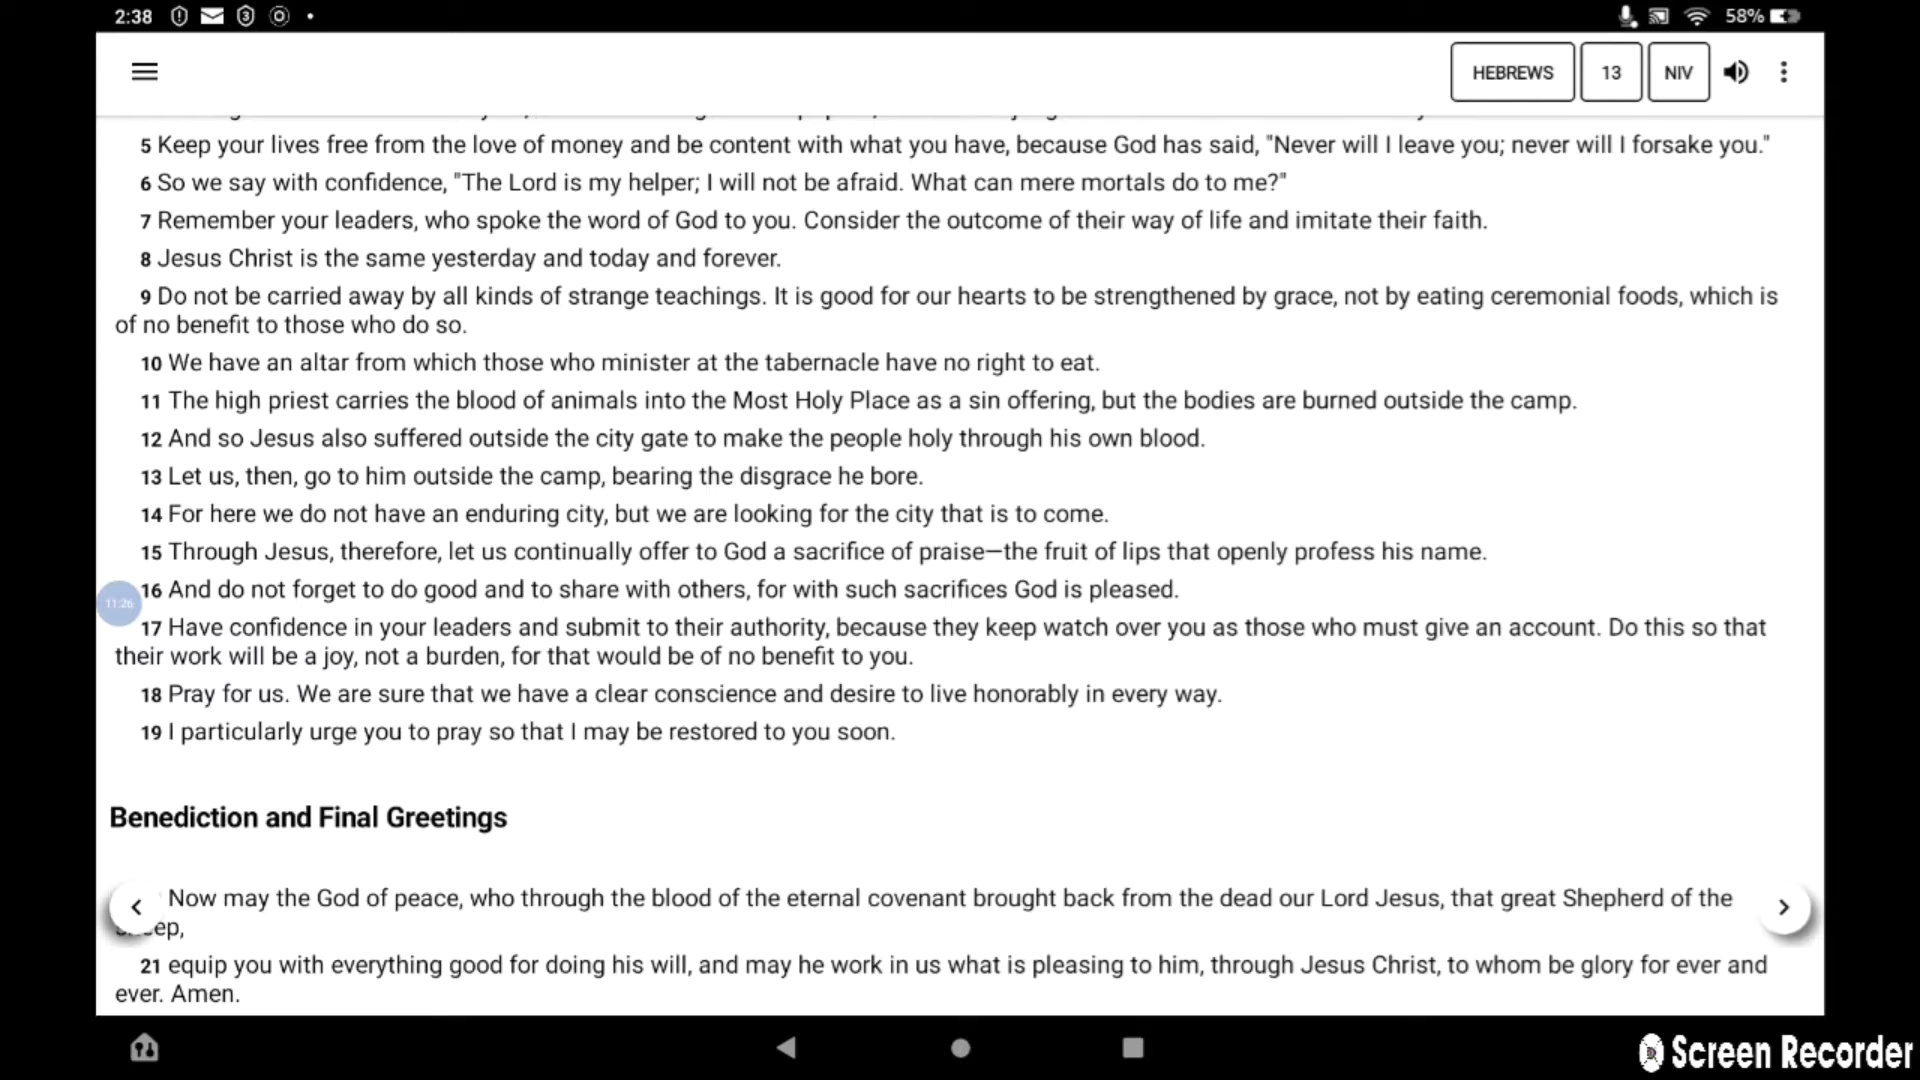 2:38
58%
HEBREWS
13
NIV
5 Keep your lives free from the love of money and be content with what you have, because God has said, "Never will I leave you; never will I forsake you."
6 So we say with confidence, "The Lord is my helper; I will not be afraid. What can mere mortals do to me?"
7 Remember your leaders, who spoke the word of God to you. Consider the outcome of their way of life and imitate their faith.
8 Jesus Christ is the same yesterday and today and forever.
9 Do not be carried away by all kinds of strange teachings. It is good for our hearts to be strengthened by grace, not by eating ceremonial foods, which is
of no benefit to those who do so.
10 We have an altar from which those who minister at the tabernacle have no right to eat.
11 The high priest carries the blood of animals into the Most Holy Place as a sin offering, but the bodies are burned outside the camp.
12 And so Jesus also suffered outside the city gate to make the people holy through his own blood.
13 Let us, then, go to him outside the camp, bearing the disgrace he bore.
14 For here we do not have an enduring city, but we are looking for the city that is to come.
15 Through Jesus, therefore, let us continually offer to God a sacrifice of praise—the fruit of lips that openly profess his name.
16 And do not forget to do good and to share with others, for with such sacrifices God is pleased.
11:26
17 Have confidence in your leaders and submit to their authority, because they keep watch over you as those who must give an account. Do this so that
their work will be a joy, not a burden, for that would be of no benefit to you.
18 Pray for us. We are sure that we have a clear conscience and desire to live honorably in every way.
19 I particularly urge you to pray so that I may be restored to you soon.
Benediction and Final Greetings
Now may the God of peace, who through the blood of the eternal covenant brought back from the dead our Lord Jesus, that great Shepherd of the
21 equip you with everything good for doing his will, and may he work in us what is pleasing to him, through Jesus Christ, to whom be glory for ever and
ever. Amen.
Screen Recorder